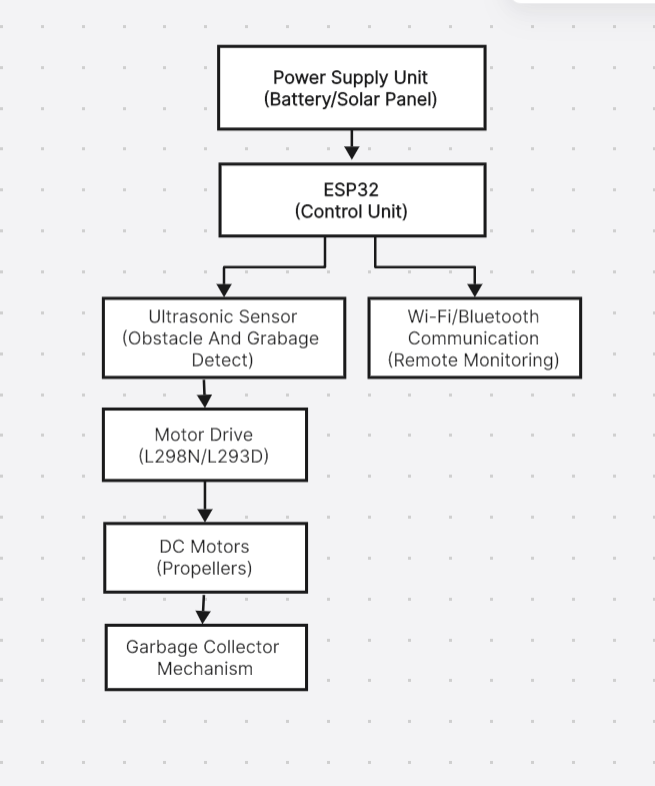 Power Supply Unit
(Battery/Solar Panel)
ESP32
(Control Unit)
Ultrasonic Sensor
(Obstacle And Grabage
Detect)
Wi-Fi/Bluetooth
Communication
(Remote Monitoring)
Motor Drive
(L298N/L293D)
DC Motors
(Propellers)
Garbage Collector
Mechanism